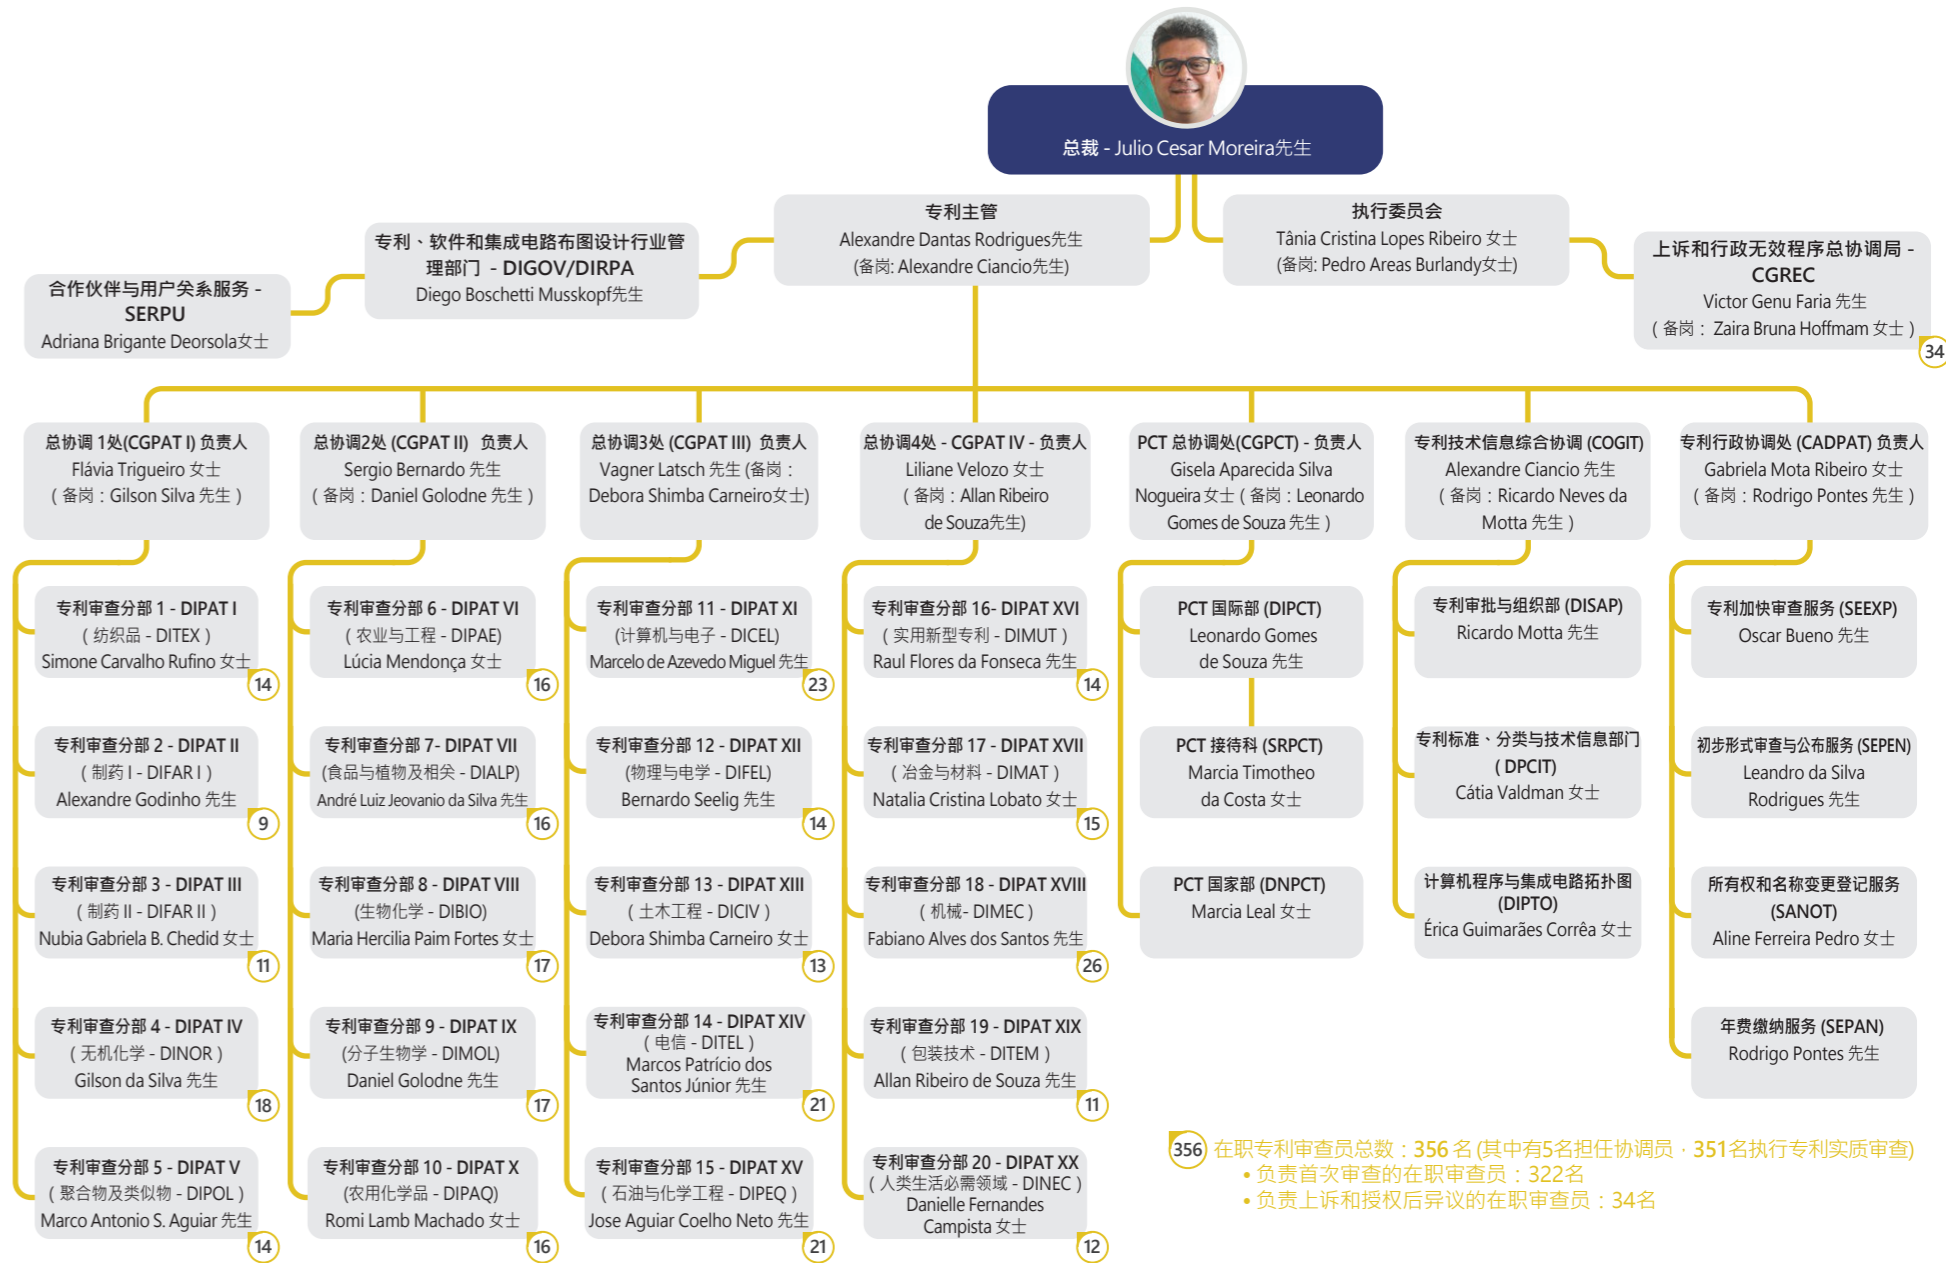 总裁 - Julio Cesar Moreira先生
专利主管
Alexandre Dantas Rodrigues先生
(备岗: Alexandre Ciancio先生)
执行委员会
Tânia Cristina Lopes Ribeiro 女士
(备岗: Pedro Areas Burlandy女士)
专利、软件和集成电路布图设计行业管
理部门 - DIGOV/DIRPA
Diego Boschetti Musskopf先生
合作伙伴与用户关系服务 -
SERPU
Adriana Brigante Deorsola女士
上诉和行政无效程序总协调局 -
CGREC
Victor Genu Faria 先生
( 备岗 : Zaira Bruna Hoffmam 女士 )
34
总协调 1处(CGPAT I) 负责人
Flávia Trigueiro 女士
( 备岗 : Gilson Silva 先生 )
总协调2处 (CGPAT II) 负责人
Sergio Bernardo 先生
( 备岗 : Daniel Golodne 先生 )
总协调3处 (CGPAT III) 负责人
Vagner Latsch 先生 (备岗 :
Debora Shimba Carneiro女士)
总协调4处 - CGPAT IV - 负责人
Liliane Velozo 女士
( 备岗 : Allan Ribeiro
de Souza先生)
PCT 总协调处(CGPCT) - 负责人
Gisela Aparecida Silva
Nogueira 女士 ( 备岗 : Leonardo
Gomes de Souza 先生 )
专利技术信息综合协调 (COGIT)
Alexandre Ciancio 先生
( 备岗 : Ricardo Neves da
Motta 先生 )
专利行政协调处 (CADPAT) 负责人
Gabriela Mota Ribeiro 女士
( 备岗 : Rodrigo Pontes 先生 )
专利审查分部 1 - DIPAT I
( 纺织品 - DITEX )
Simone Carvalho Rufino 女士
14
专利审查分部 2 - DIPAT II
( 制药 I - DIFAR I )
Alexandre Godinho 先生
9
专利审查分部 3 - DIPAT III
( 制药 II - DIFAR II )
Nubia Gabriela B. Chedid 女士
11
专利审查分部 4 - DIPAT IV
( 无机化学 - DINOR )
Gilson da Silva 先生
18
专利审查分部 5 - DIPAT V
( 聚合物及类似物 - DIPOL )
Marco Antonio S. Aguiar 先生
14
专利审查分部 6 - DIPAT VI
( 农业与工程 - DIPAE)
Lúcia Mendonça 女士
16
专利审查分部 7- DIPAT VII
(食品与植物及相关 - DIALP)
André Luiz Jeovanio da Silva 先生
16
专利审查分部 8 - DIPAT VIII
(生物化学 - DIBIO)
Maria Hercilia Paim Fortes 女士
17
专利审查分部 9 - DIPAT IX
(分子生物学 - DIMOL)
Daniel Golodne 先生
17
专利审查分部 10 - DIPAT X
(农用化学品 - DIPAQ)
Romi Lamb Machado 女士
16
专利审查分部 11 - DIPAT XI
(计算机与电子 - DICEL)
Marcelo de Azevedo Miguel 先生
23
专利审查分部 12 - DIPAT XII
(物理与电学 - DIFEL)
Bernardo Seelig 先生
14
专利审查分部 13 - DIPAT XIII
( 土木工程 - DICIV )
Debora Shimba Carneiro 女士
13
专利审查分部 14 - DIPAT XIV
( 电信 - DITEL )
Marcos Patrício dos
Santos Júnior 先生
21
专利审查分部 15 - DIPAT XV
( 石油与化学工程 - DIPEQ )
Jose Aguiar Coelho Neto 先生
21
专利审查分部 16- DIPAT XVI
( 实用新型专利 - DIMUT )
Raul Flores da Fonseca 先生
14
专利审查分部 17 - DIPAT XVII
( 冶金与材料 - DIMAT )
Natalia Cristina Lobato 女士
15
专利审查分部 18 - DIPAT XVIII
( 机械- DIMEC )
Fabiano Alves dos Santos 先生
26
专利审查分部 19 - DIPAT XIX
( 包装技术 - DITEM )
Allan Ribeiro de Souza 先生
11
专利审查分部 20 - DIPAT XX
( 人类生活必需领域 - DINEC )
Danielle Fernandes
Campista 女士
12
PCT 国际部 (DIPCT)
Leonardo Gomes
de Souza 先生
PCT 接待科 (SRPCT)
Marcia Timotheo
da Costa 女士
PCT 国家部 (DNPCT)
Marcia Leal 女士
专利审批与组织部 (DISAP)
Ricardo Motta 先生
专利标准、分类与技术信息部门
( DPCIT)
Cátia Valdman 女士
计算机程序与集成电路拓扑图
(DIPTO)
Érica Guimarães Corrêa 女士
专利加快审查服务 (SEEXP)
Oscar Bueno 先生
初步形式审查与公布服务 (SEPEN)
Leandro da Silva
Rodrigues 先生
所有权和名称变更登记服务
(SANOT)
Aline Ferreira Pedro 女士
年费缴纳服务 (SEPAN)
Rodrigo Pontes 先生
356 在职专利审查员总数 : 356 名 (其中有5名担任协调员 · 351名执行专利实质审查)
• 负责首次审查的在职审查员 : 322名
• 负责上诉和授权后异议的在职审查员 : 34名